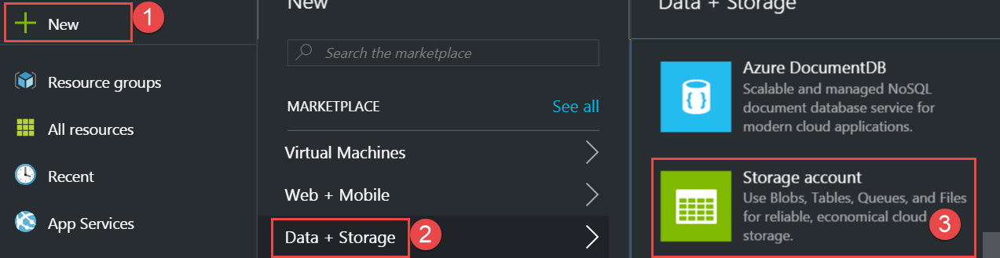 New
1
Resource groups
All resources
Recent
App Services
New
Search the marketplace
MARKETPLACE
See all
Virtual Machines
Web + Mobile
Data + Storage
2
Data + Storage
Azure DocumentDB
Scalable and managed NoSQL
document database service for
modern cloud applications.
Storage account
Use Blobs, Tables, Queues, and Files
for reliable, economical cloud
storage.
3